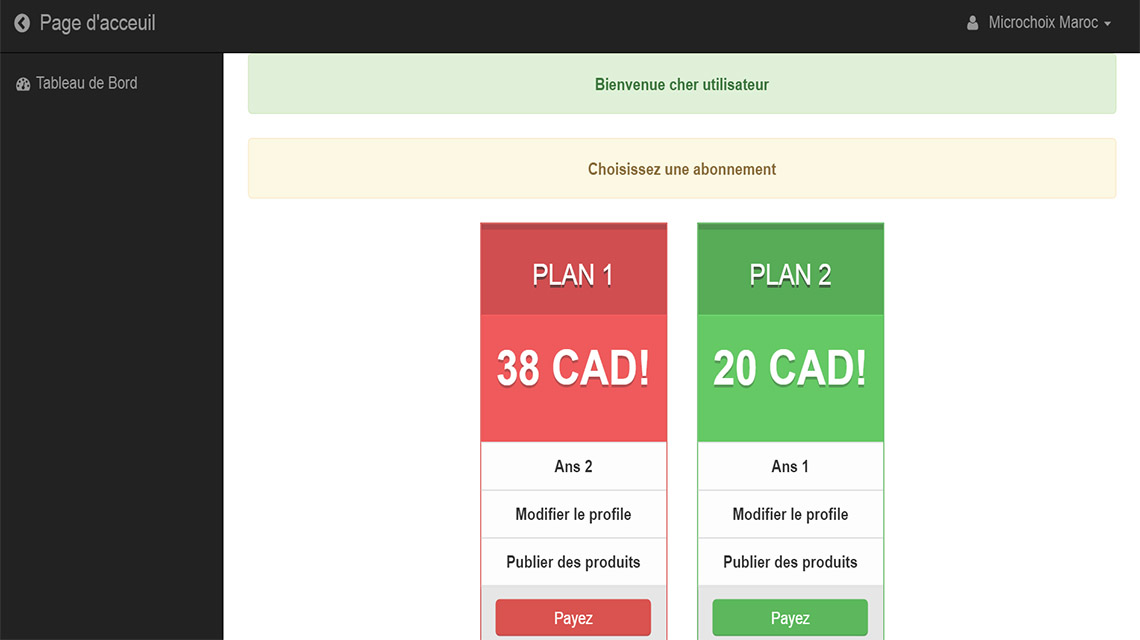 Page d'acceuil
Microchoix Maroc
Tableau de Bord
Bienvenue cher utilisateur
Choisissez une abonnement
PLAN 1
38 CAD!
Ans 2
Modifier le profile
Publier des produits
Payez
PLAN 2
20 CAD!
Ans 1
Modifier le profile
Publier des produits
Payez